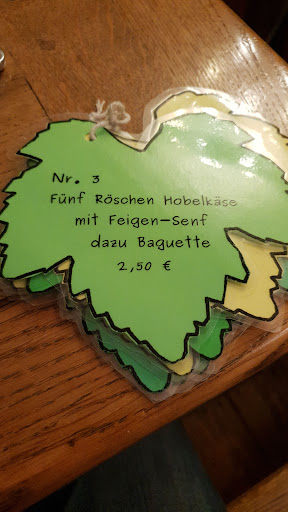 Nr. 3
Fünf Röschen Hobelkäse
mit Feigen-Senf
dazu Baguette
2,50 €